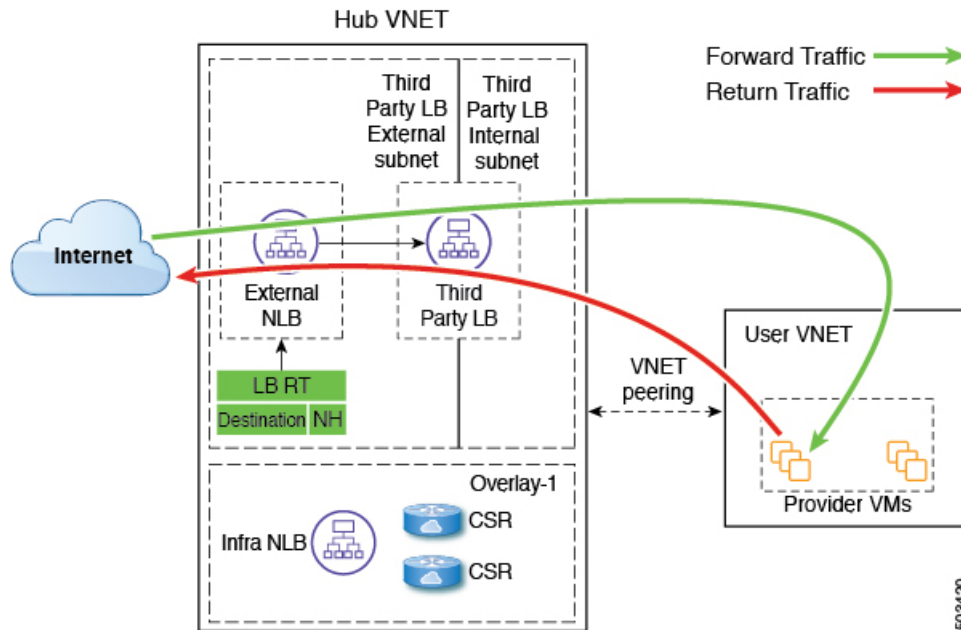 Hub VNET
Forward Traffic
Return Traffic
Third
Party LB
External
subnet
Third
Party LB
Internal
subnet
Internet
External
NLB
Third
Party LB
LB RT
Destination
NH
VNET
peering
User VNET
Provider VMs
Overlay-1
Infra NLB
CSR
CSR